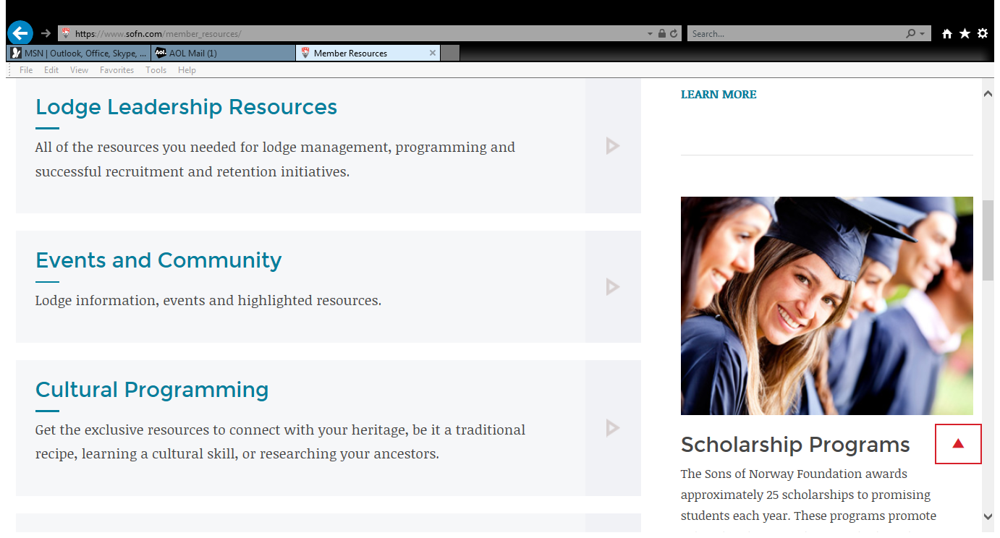 https://www.sofn.com/member_resources/
Search...
MSN | Outlook, Office, Skype, ...
Aol.
AOL Mail (1)
Member Resources
File Edit View Favorites Tools Help
Lodge Leadership Resources
All of the resources you needed for lodge management, programming and
successful recruitment and retention initiatives.
Events and Community
Lodge information, events and highlighted resources.
Cultural Programming
Get the exclusive resources to connect with your heritage, be it a traditional
recipe, learning a cultural skill, or researching your ancestors.
LEARN MORE
Scholarship Programs
The Sons of Norway Foundation awards
approximately 25 scholarships to promising
students each year. These programs promote